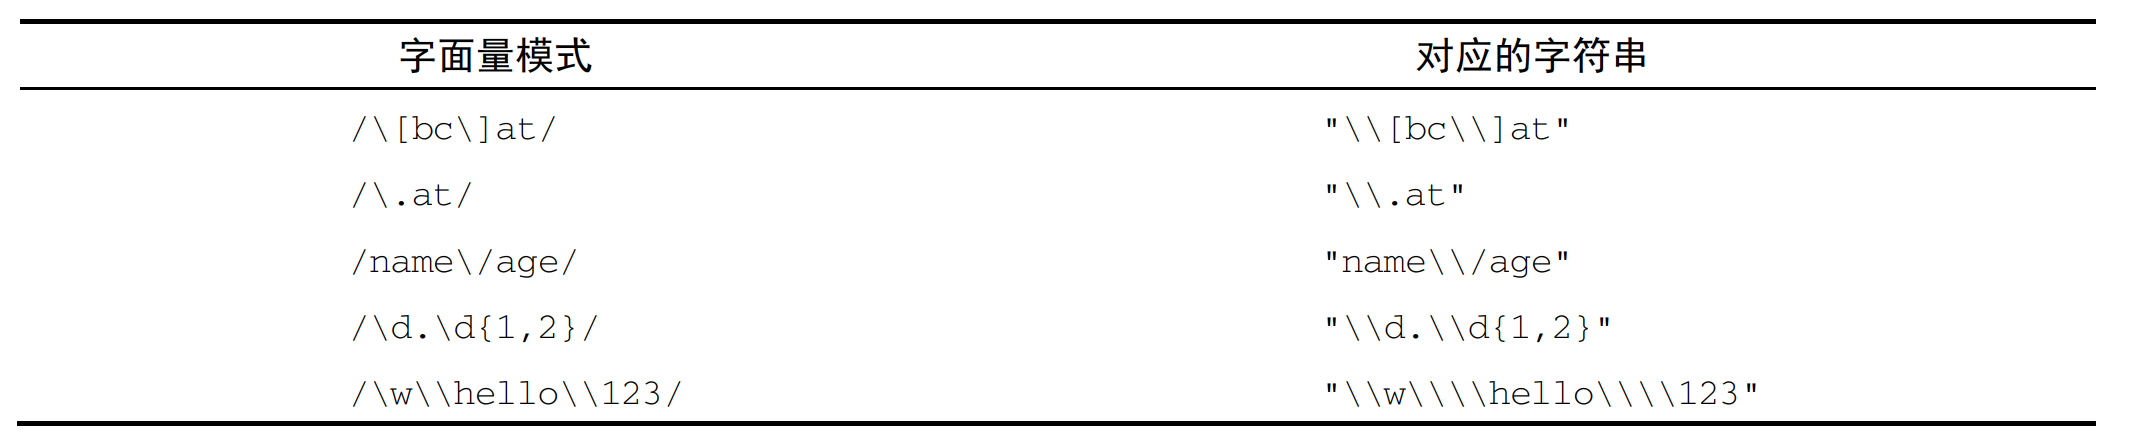 字面量模式 对应的字符串
/\[bc\]at/ "\\[bc\\]at"
/\.at/ "\\.at"
/name\/age/ "name\\/age"
/\d.\d{1,2}/ "\\d.\\d{1,2}"
/\w\\hello\\123/ "\\w\\\\hello\\\\123"